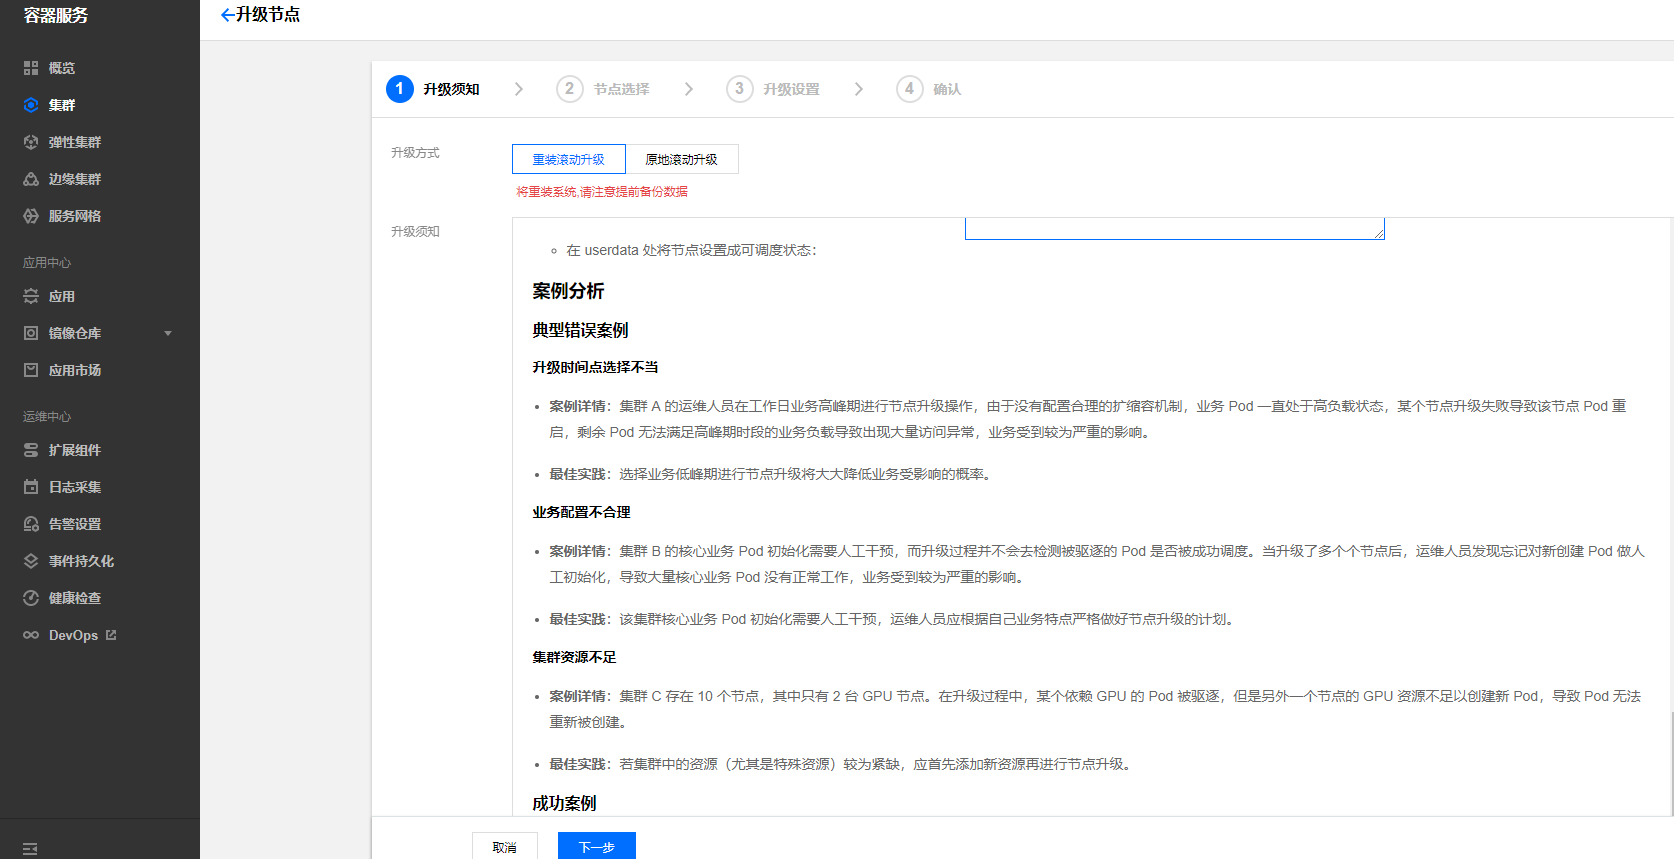 容器服务
概览
集群
弹性集群
边缘集群
服务网格
应用中心
应用
镜像仓库
应用市场
运维中心
扩展组件
日志采集
告警设置
事件持久化
健康检查
DevOps
升级节点
1 升级须知
2 节点选择
3 升级设置
4 确认
升级方式
重装滚动升级
原地滚动升级
将重装系统,请注意提前备份数据
升级须知
在 userdata 处将节点设置成可调度状态：
案例分析
典型错误案例
升级时间点选择不当
案例详情：集群 A 的运维人员在工作日业务高峰期进行节点升级操作，由于没有配置合理的扩缩容机制，业务 Pod 一直处于高负载状态，某个节点升级失败导致该节点 Pod 重
启，剩余 Pod 无法满足高峰期时段的业务负载导致出现大量访问异常，业务受到较为严重的影响。
最佳实践：选择业务低峰期进行节点升级将大大降低业务受影响的概率。
业务配置不合理
案例详情：集群 B 的核心业务 Pod 初始化需要人工干预，而升级过程并不会去检测被驱逐的 Pod 是否被成功调度。当升级了多个个节点后，运维人员发现忘记对新创建 Pod 做人
工初始化，导致大量核心业务 Pod 没有正常工作，业务受到较为严重的影响。
最佳实践：该集群核心业务 Pod 初始化需要人工干预，运维人员应根据自己业务特点严格做好节点升级的计划。
集群资源不足
案例详情：集群 C 存在 10 个节点，其中只有 2 台 GPU 节点。在升级过程中，某个依赖 GPU 的 Pod 被驱逐，但是另外一个节点的 GPU 资源不足以创建新 Pod，导致 Pod 无法
重新被创建。
最佳实践：若集群中的资源（尤其是特殊资源）较为紧缺，应首先添加新资源再进行节点升级。
成功案例
取消
下一步